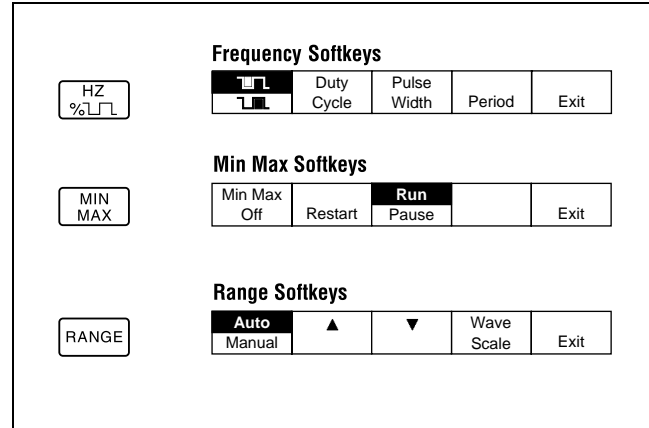 Frequency Softkeys
HZ
%
Duty Cycle
Pulse Width
Period
Exit
Min Max Softkeys
MIN MAX
Min Max Off
Restart
Run
Pause
Exit
Range Softkeys
RANGE
Auto
Manual
▲
▼
Wave Scale
Exit